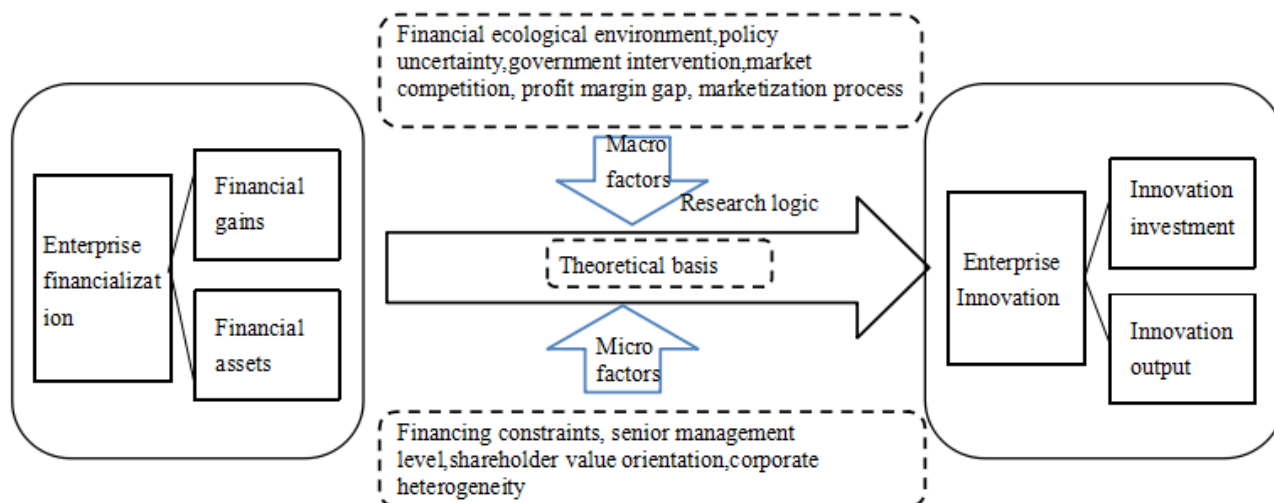 Financial ecological environment,policy
uncertainty,government intervention,market
competition, profit margin gap, marketization process
Macro
factors
Research logic
Financial
gains
Enterprise
financializat
ion
Financial
assets
Theoretical basis
Innovation
investment
Enterprise
Innovation
Innovation
output
Micro
factors
Financing constraints, senior management
level,shareholder value orientation,corporate
heterogeneity